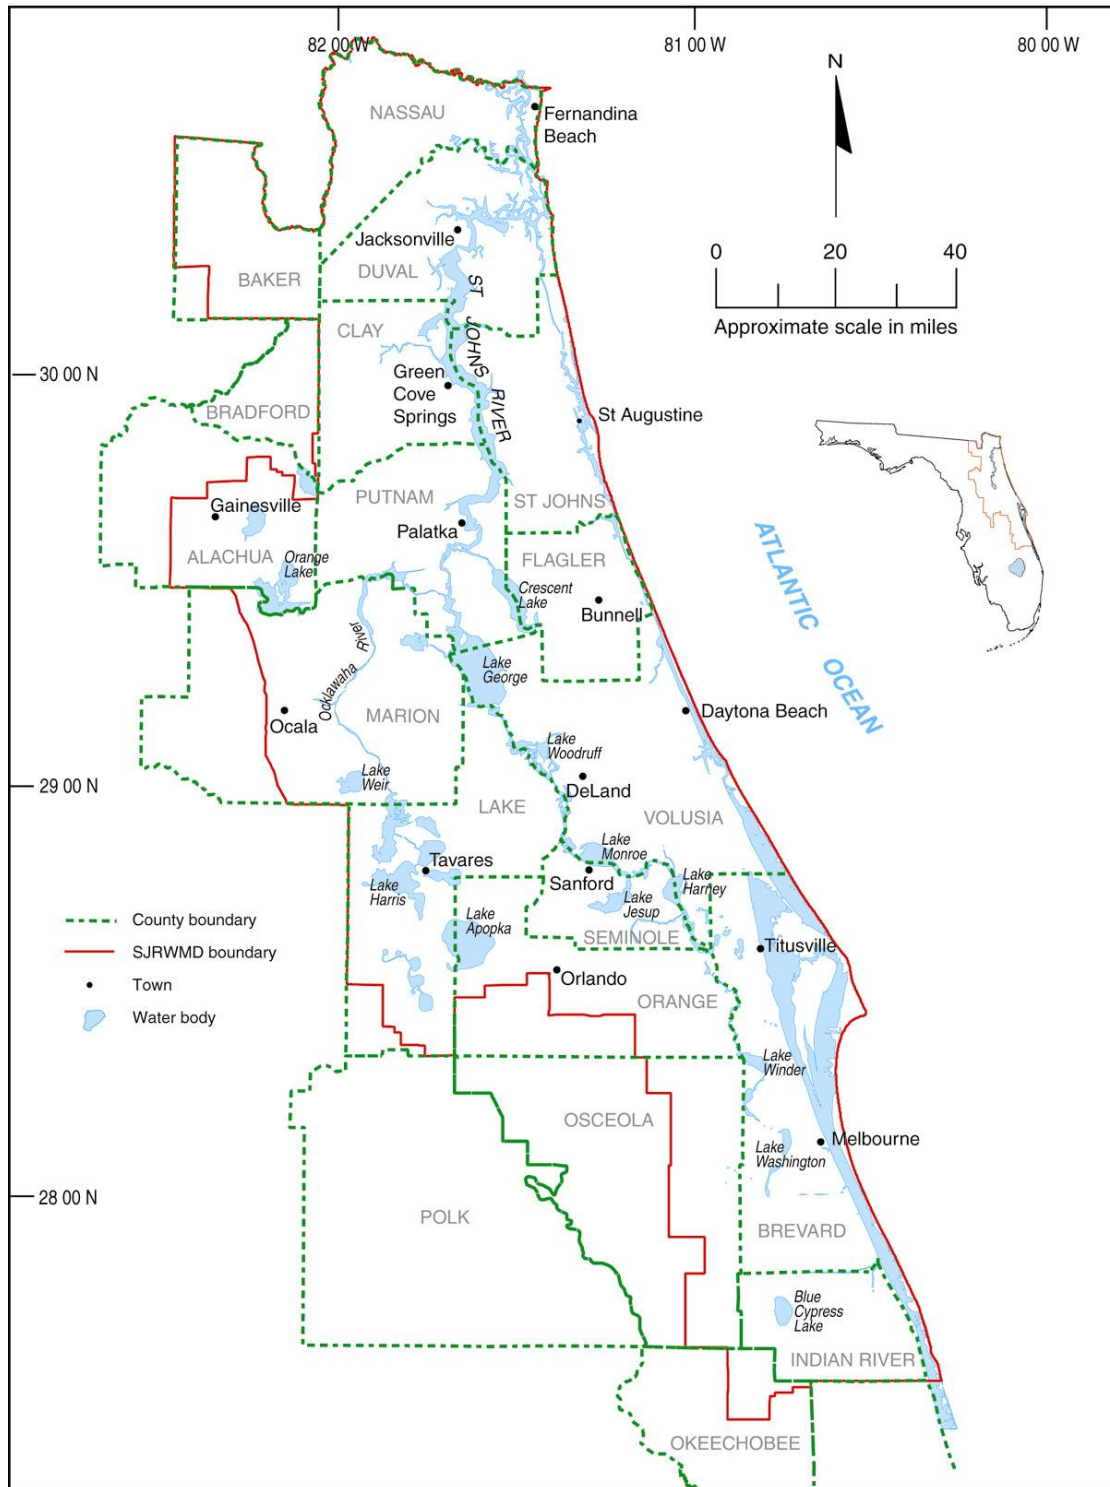 82 00 W
81 00 W
80 00 W
N
NASSAU
Fernandina
Beach
Jacksonville
DUVAL
BAKER
0 20 40
Approximate scale in miles
ST JOHNS RIVER
CLAY
30 00 N
Green
Cove
Springs
BRADFORD
St Augustine
PUTNAM
ST JOHNS
Gainesville
Palatka
ALACHUA
Orange
Lake
FLAGLER
Crescent
Lake
Bunnell
ATLANTIC OCEAN
Ocklawaha River
Lake
George
MARION
Ocala
Daytona Beach
Lake
Woodruff
Lake
Weir
29 00 N
DeLand
LAKE
VOLUSIA
Lake
Monroe
Tavares
Sanford
Lake
Harney
Lake
Harris
Lake
Jesup
Lake
Apopka
SEMINOLE
Titusville
County boundary
SJRWMD boundary
Town
Water body
Orlando
ORANGE
Lake
Winder
OSCEOLA
Melbourne
Lake
Washington
28 00 N
POLK
BREVARD
Blue
Cypress
Lake
INDIAN RIVER
OKEECHOBEE